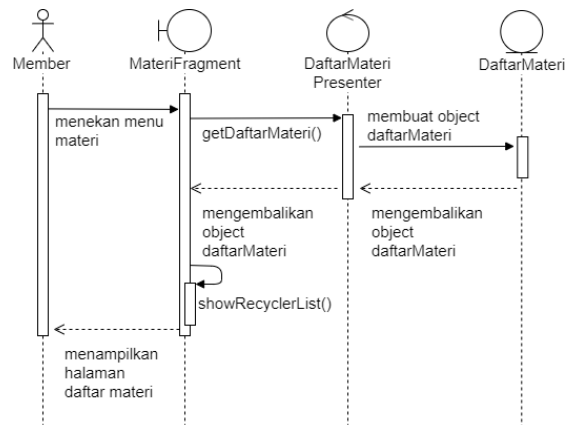 Member
MateriFragment
DaftarMateri
Presenter
DaftarMateri
menekan menu
materi
getDaftarMateri()
membuat object
daftarMateri
mengembalikan
object
daftarMateri
mengembalikan
object
daftarMateri
showRecyclerList()
menampilkan
halaman
daftar materi